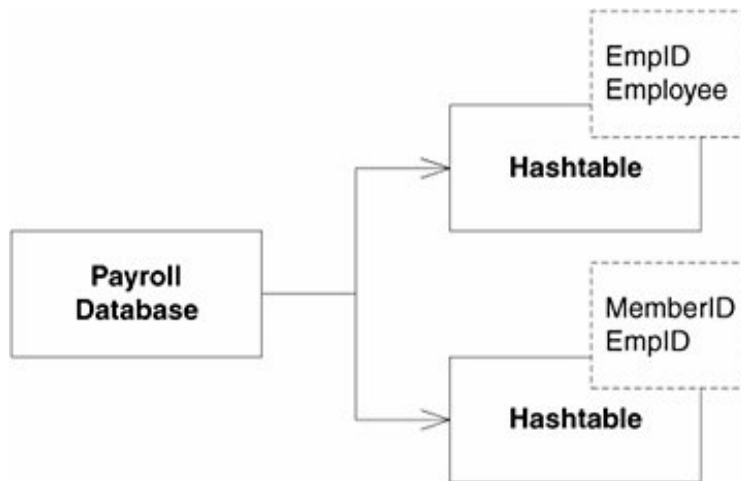 EmpID
Employee
Hashtable
Payroll
Database
MemberID
EmpID
Hashtable